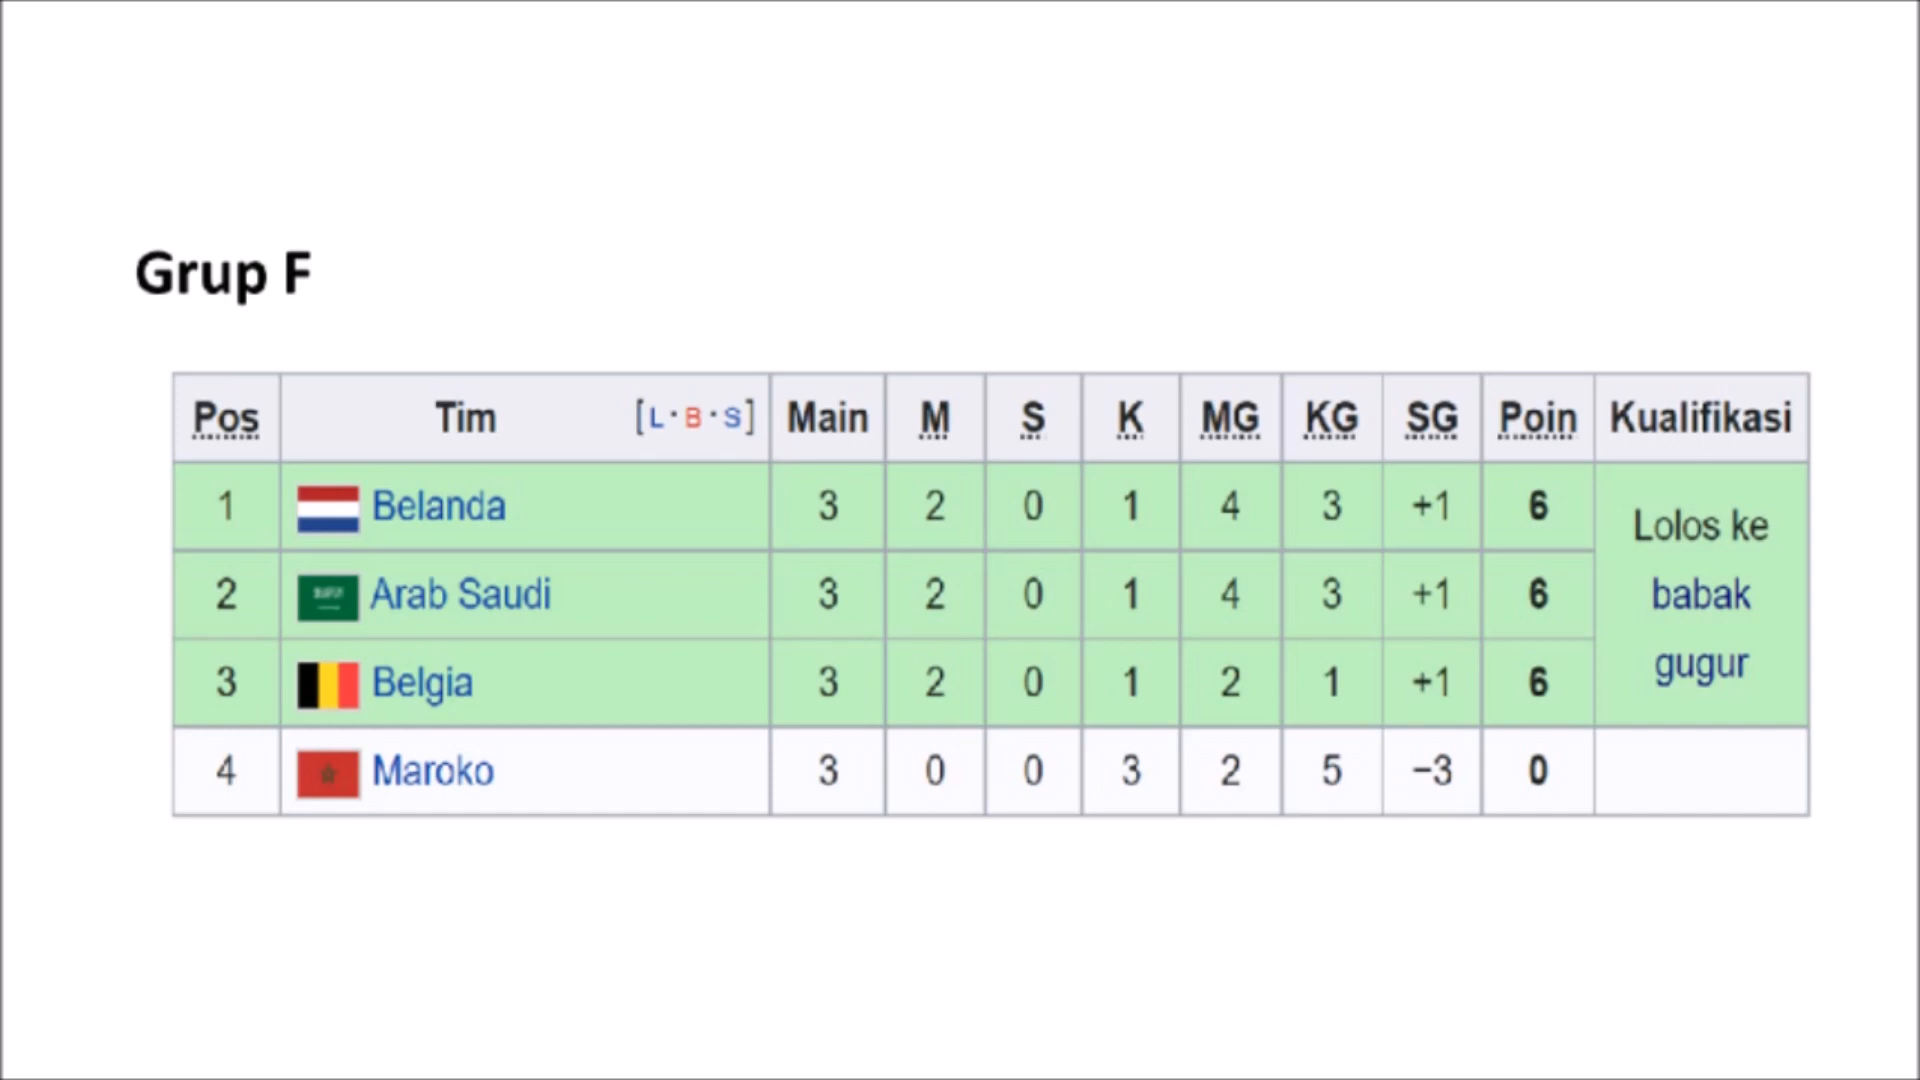 Grup F
Pos Tim [L·B·S] Main M S K MG KG SG Poin Kualifikasi
1 Belanda 3 2 0 1 4 3 +1 6 Lolos ke
2 Arab Saudi 3 2 0 1 4 3 +1 6 babak
3 Belgia 3 2 0 1 2 1 +1 6 gugur
4 Maroko 3 0 0 3 2 5 −3 0